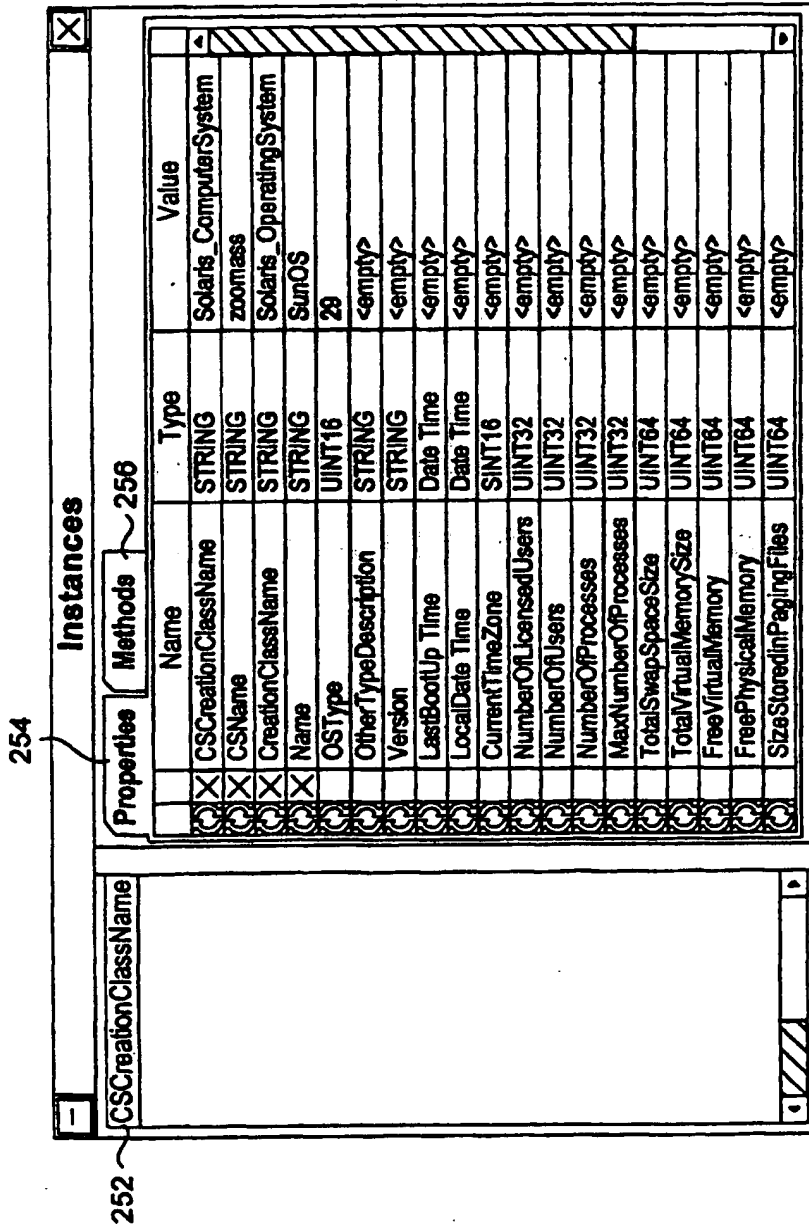 Instances
254
Properties
Methods
256
252
CSCreationClassName
Name Type Value
CSCreationClassName STRING Solaris_ComputerSystem
CSName STRING zoomass
CreationClassName STRING Solaris_OperatingSystem
Name STRING SunOS
OSType UINT16 29
OtherTypeDescription STRING <empty>
Version STRING <empty>
LastBootUp Time Date Time <empty>
LocalDate Time Date Time <empty>
CurrentTimeZone SINT16 <empty>
NumberOfLicensedUsers UINT32 <empty>
NumberOfUsers UINT32 <empty>
NumberOfProcesses UINT32 <empty>
MaxNumberOfProcesses UINT32 <empty>
TotalSwapSpaceSize UINT64 <empty>
TotalVirtualMemorySize UINT64 <empty>
FreeVirtualMemory UINT64 <empty>
FreePhysicalMemory UINT64 <empty>
SizeStoredInPagingFiles UINT64 <empty>